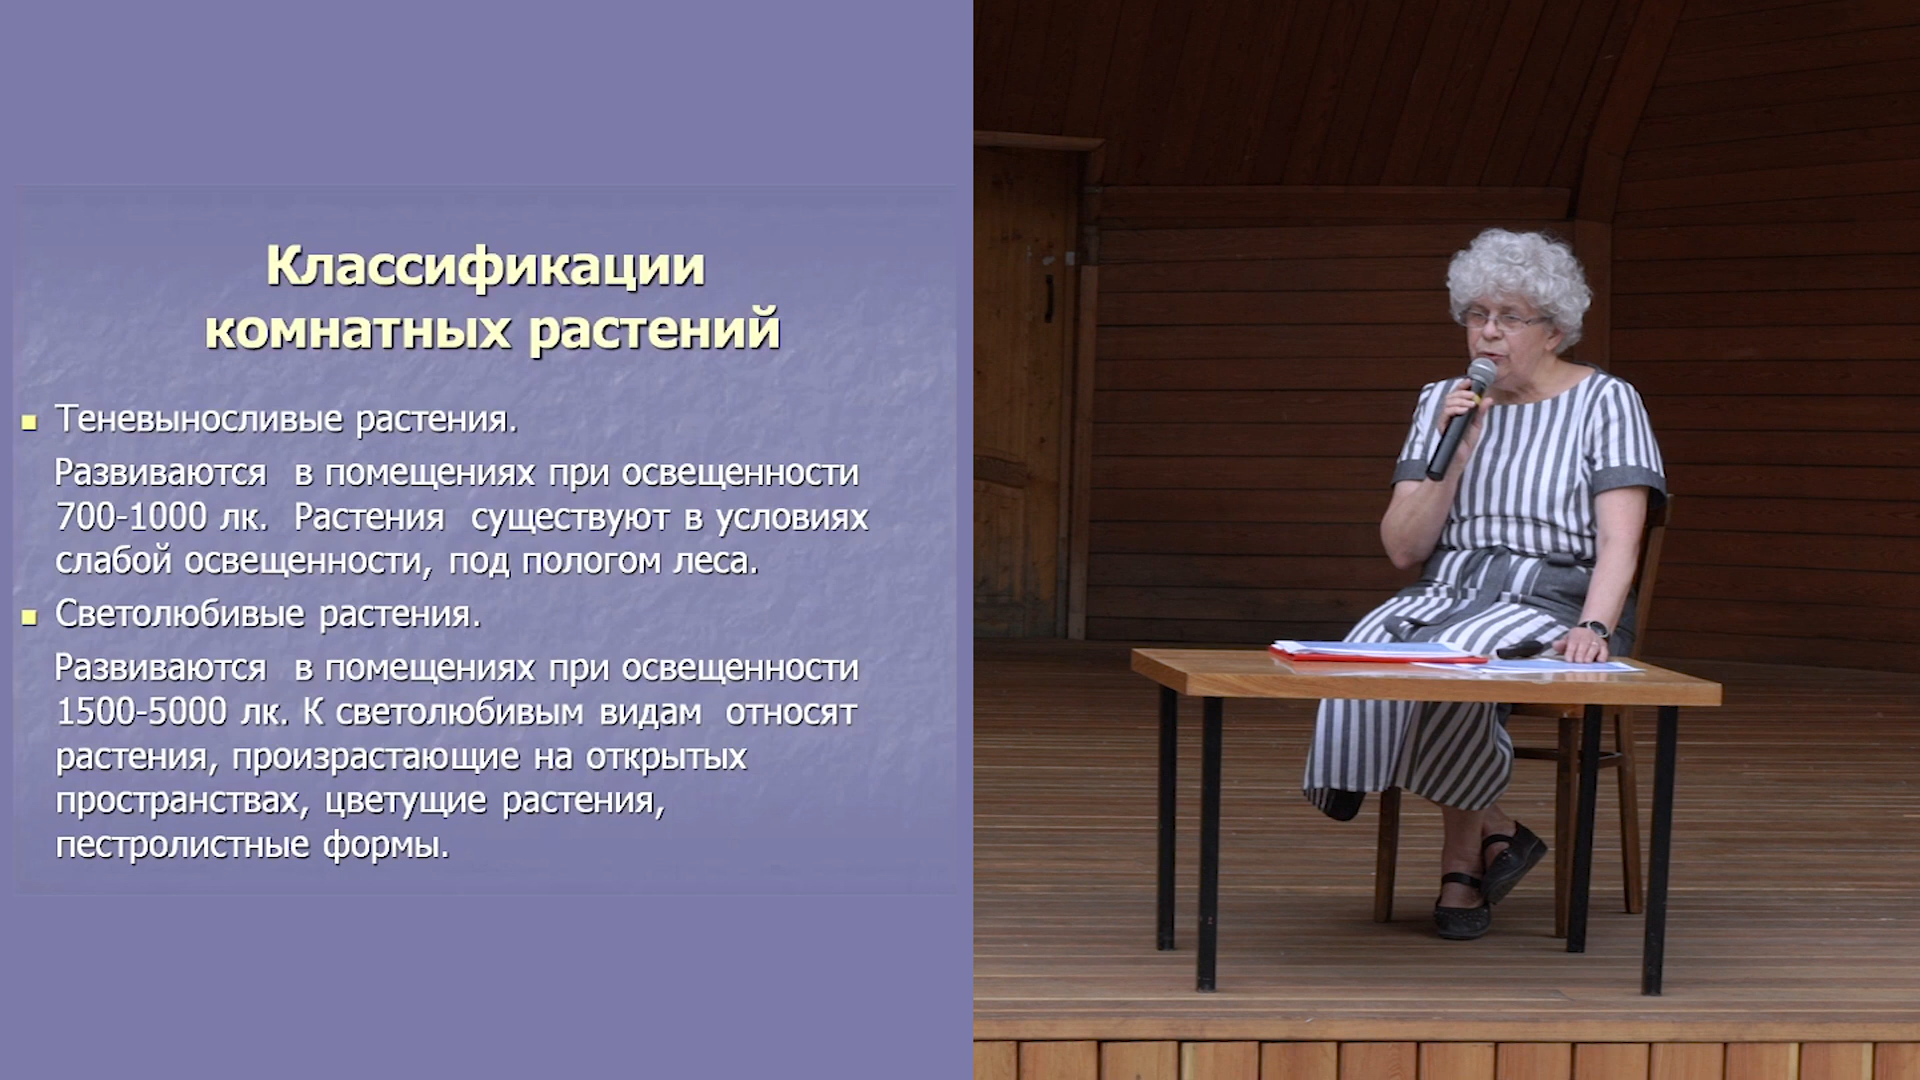 Классификации
комнатных растений
Теневыносливые растения.
Развиваются в помещениях при освещенности
700-1000 лк. Растения существуют в условиях
слабой освещенности, под пологом леса.
Светолюбивые растения.
Развиваются в помещениях при освещенности
1500-5000 лк. К светолюбивым видам относят
растения, произрастающие на открытых
пространствах, цветущие растения,
пестролистные формы.